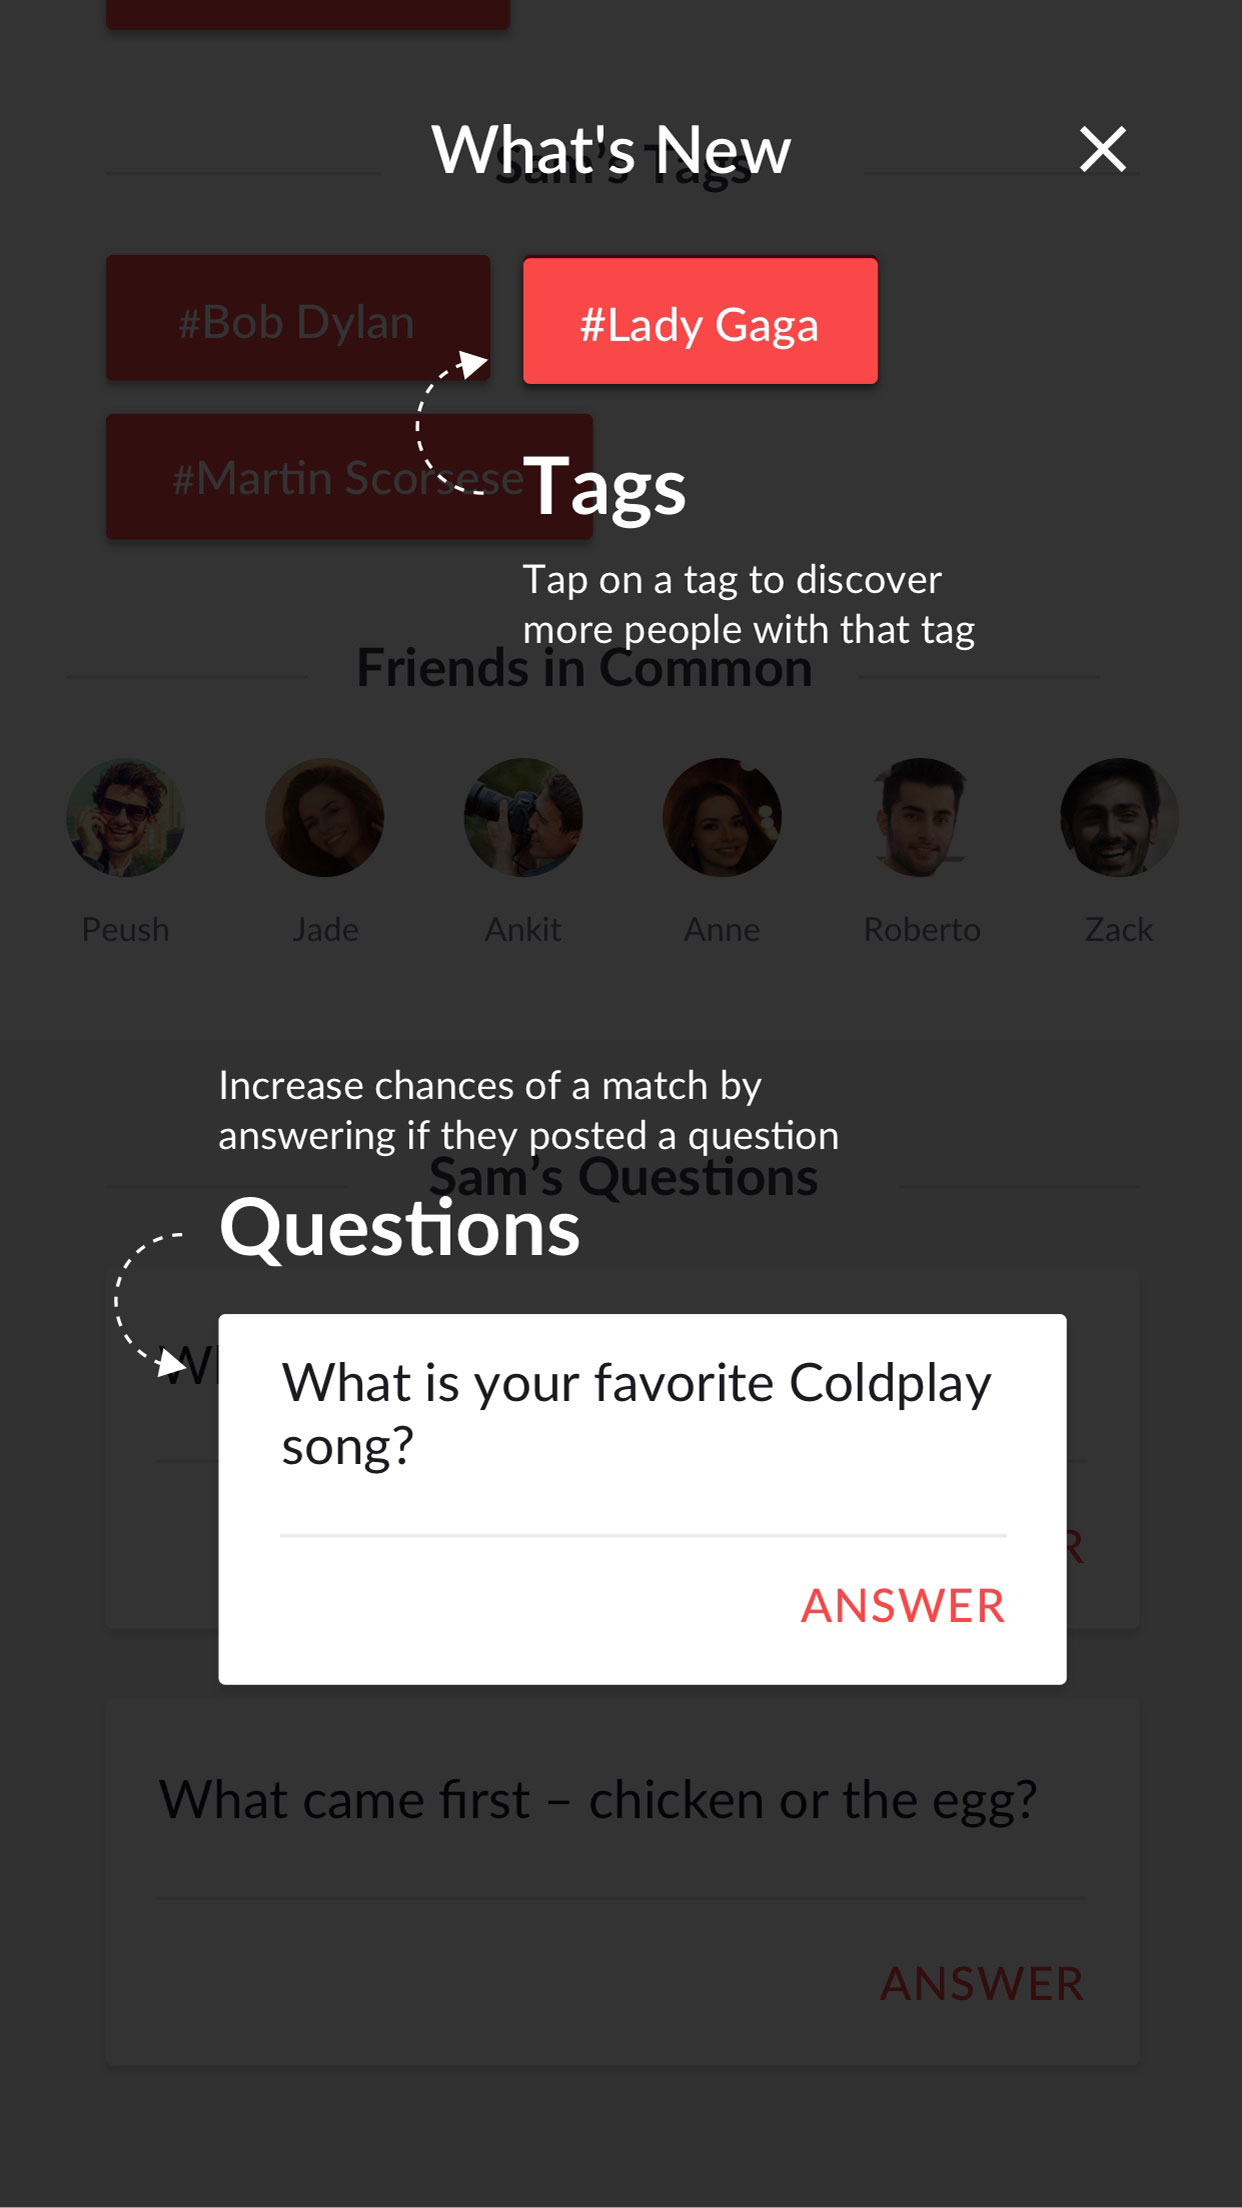 What's New
Sam's Tags
#Bob Dylan
#Lady Gaga
#Martin Scorsese
Tags
Tap on a tag to discover
more people with that tag
Friends in Common
Peush
Jade
Ankit
Anne
Roberto
Zack
Increase chances of a match by
answering if they posted a question
Sam’s Questions
Questions
What is your favorite Coldplay
song?
ANSWER
What came first – chicken or the egg?
ANSWER